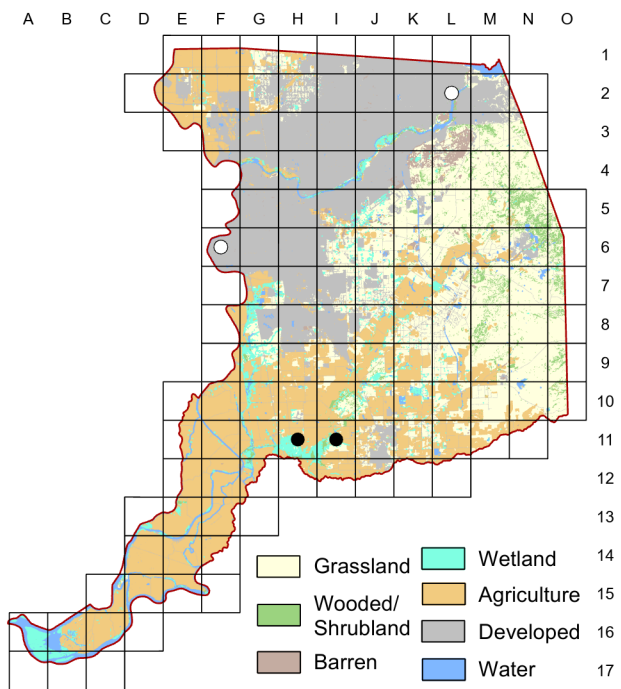 A B C D E F G H I J K L M N O
1
2
3
4
5
6
7
8
9
10
11
12
13
14
15
16
17
Grassland
Wooded/
Shrubland
Barren
Wetland
Agriculture
Developed
Water